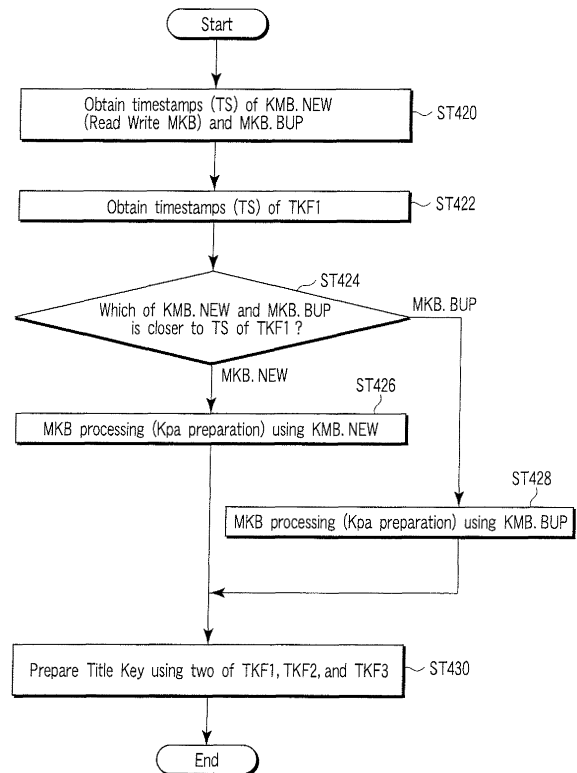 Start
Obtain timestamps (TS) of KMB. NEW
(Read Write MKB) and MKB. BUP
ST420
Obtain timestamps (TS) of TKF1
ST422
ST424
Which of KMB. NEW and MKB. BUP
is closer to TS of TKF1 ?
MKB. BUP
MKB. NEW
ST426
MKB processing (Kpa preparation) using KMB. NEW
ST428
MKB processing (Kpa preparation) using KMB. BUP
Prepare Title Key using two of TKF1, TKF2, and TKF3
ST430
End